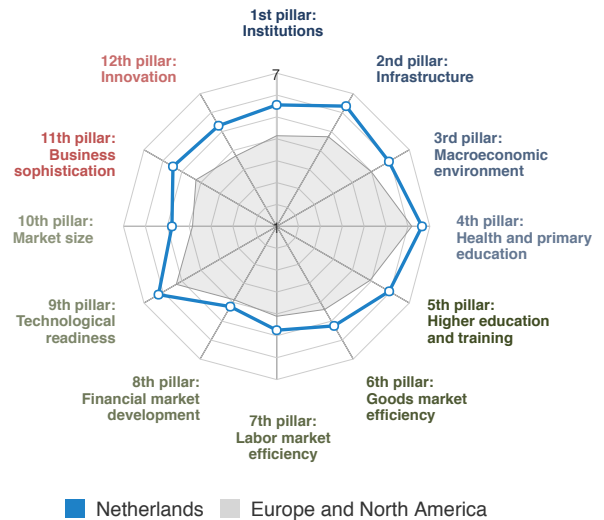 1st pillar:
Institutions
2nd pillar:
Infrastructure
3rd pillar:
Macroeconomic
environment
4th pillar:
Health and primary
education
5th pillar:
Higher education
and training
6th pillar:
Goods market
efficiency
7th pillar:
Labor market
efficiency
8th pillar:
Financial market
development
9th pillar:
Technological
readiness
10th pillar:
Market size
11th pillar:
Business
sophistication
12th pillar:
Innovation
7
1
Netherlands
Europe and North America